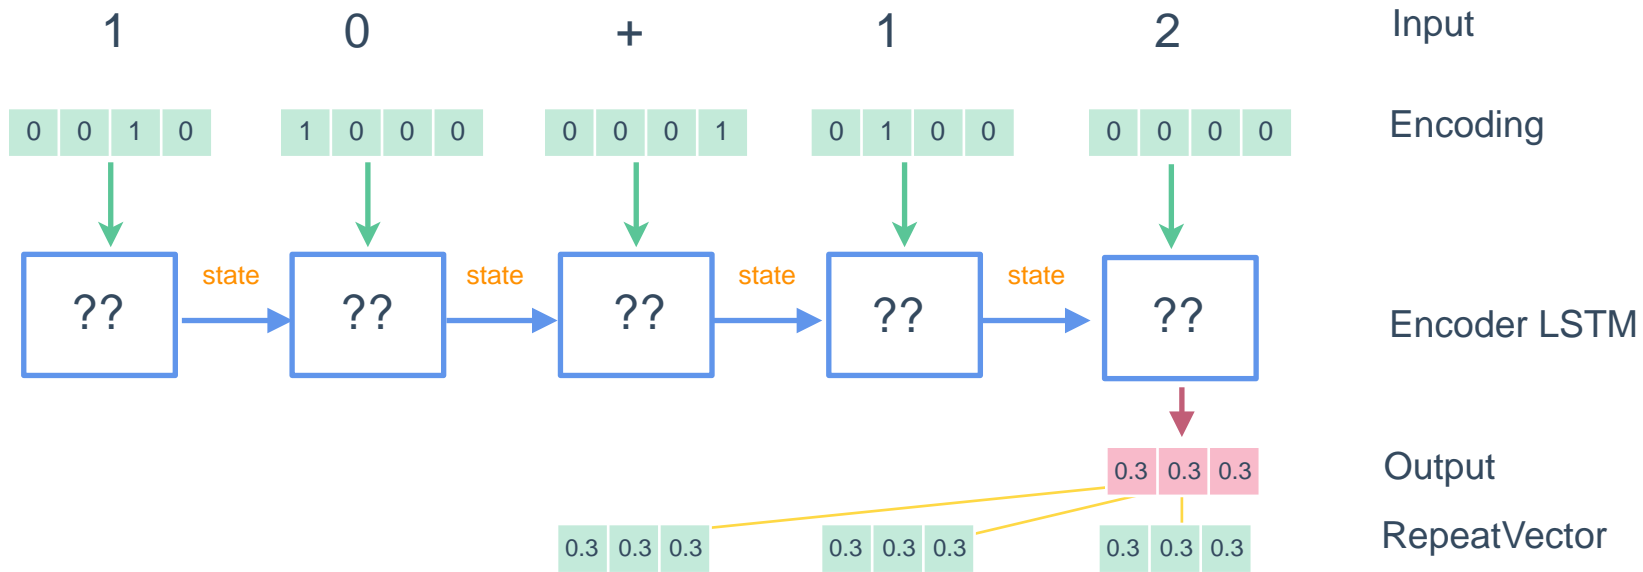 1 0 + 1 2 Input
0 0 1 0 1 0 0 0 0 0 0 1 0 1 0 0 0 0 0 0 Encoding
state state state state
?? ?? ?? ?? ?? Encoder LSTM
0.3 0.3 0.3 Output
0.3 0.3 0.3 0.3 0.3 0.3 0.3 0.3 0.3 RepeatVector